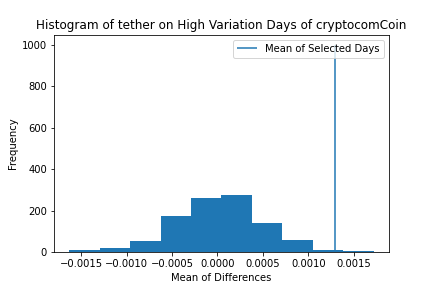 Histogram of tether on High Variation Days of cryptocomCoin
Mean of Selected Days
1000
800
600
400
200
0
Frequency
−0.0015 −0.0010 −0.0005 0.0000 0.0005 0.0010 0.0015
Mean of Differences